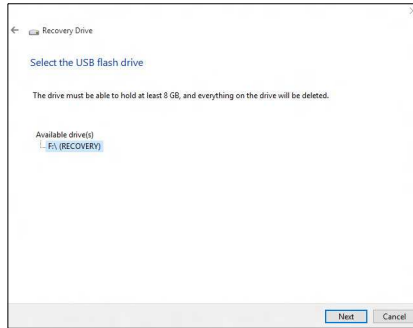 Recovery Drive
Select the USB flash drive
The drive must be able to hold at least 8 GB, and everything on the drive will be deleted.
Available drive(s)
F:\ (RECOVERY)
Next Cancel